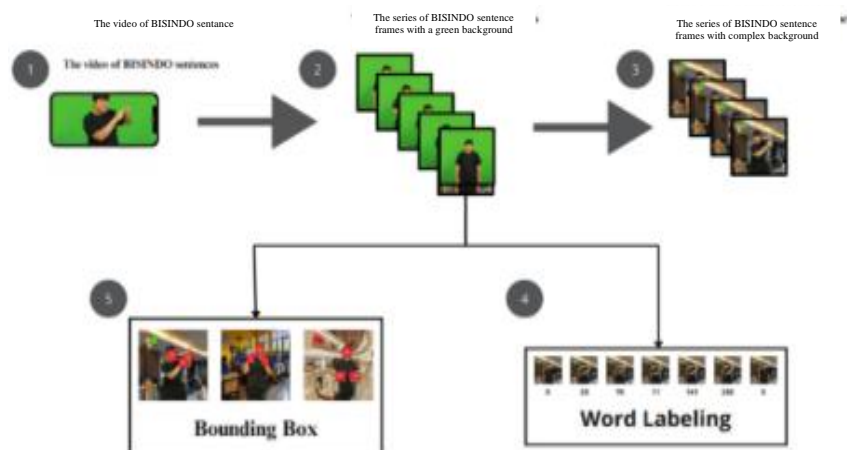 The video of BISINDO sentance
The series of BISINDO sentence
frames with a green background
The series of BISINDO sentence
frames with complex background
1
The video of BISINDO sentences
2
3
5
4
Bounding Box
Word Labeling